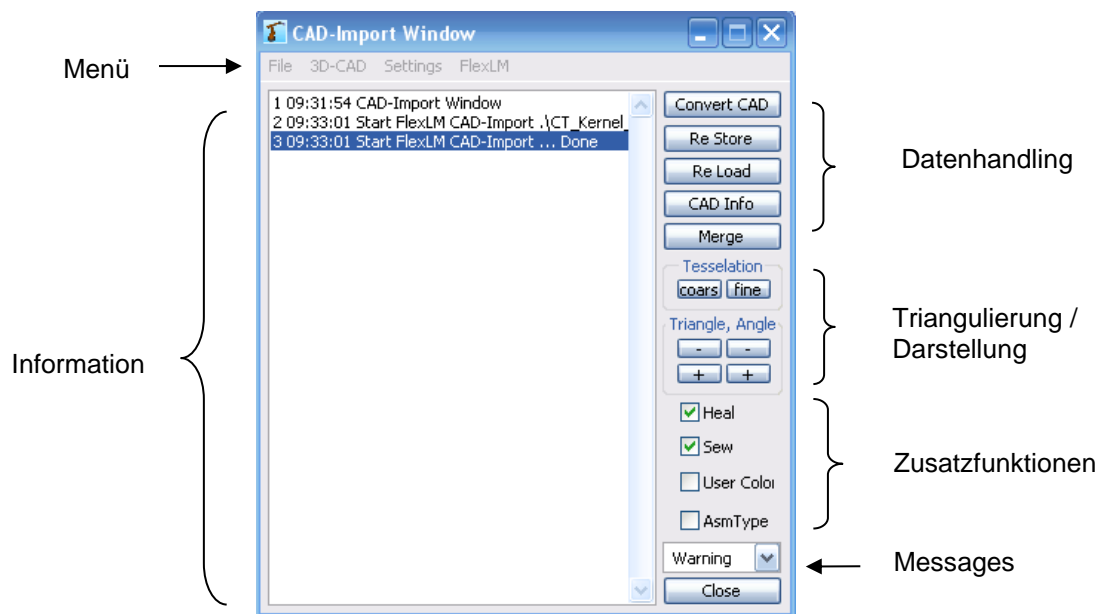 CAD-Import Window
Menü
File 3D-CAD Settings FlexLM
1 09:31:54 CAD-Import Window
2 09:33:01 Start FlexLM CAD-Import .\CT_Kernel_
3 09:33:01 Start FlexLM CAD-Import ... Done
Information
Convert CAD
Re Store
Re Load
CAD Info
Merge
Datenhandling
Tesselation
coars fine
Triangle, Angle
- -
+ +
Triangulierung /
Darstellung
Heal
Sew
User Color
AsmType
Zusatzfunktionen
Warning
Messages
Close